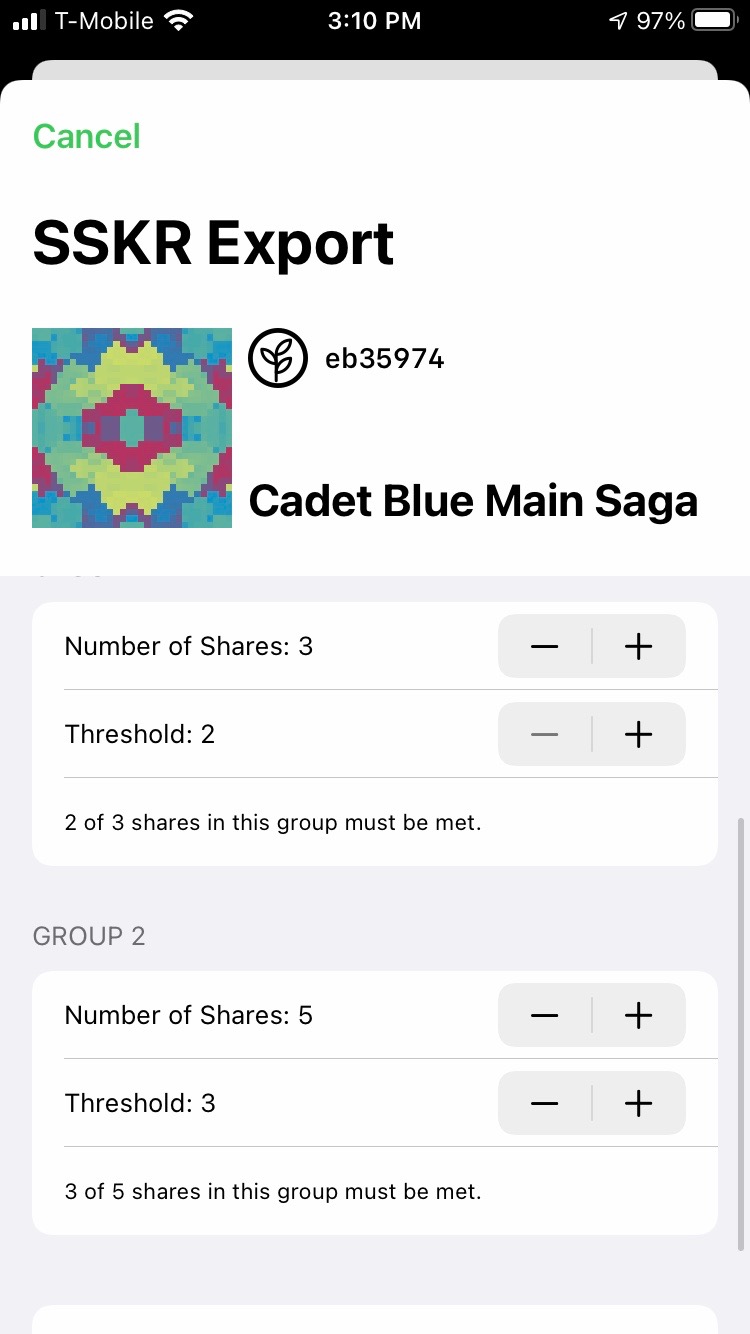 T-Mobile 3:10 PM 97%
Cancel
SSKR Export
eb35974
Cadet Blue Main Saga
Number of Shares: 3
Threshold: 2
2 of 3 shares in this group must be met.
GROUP 2
Number of Shares: 5
Threshold: 3
3 of 5 shares in this group must be met.